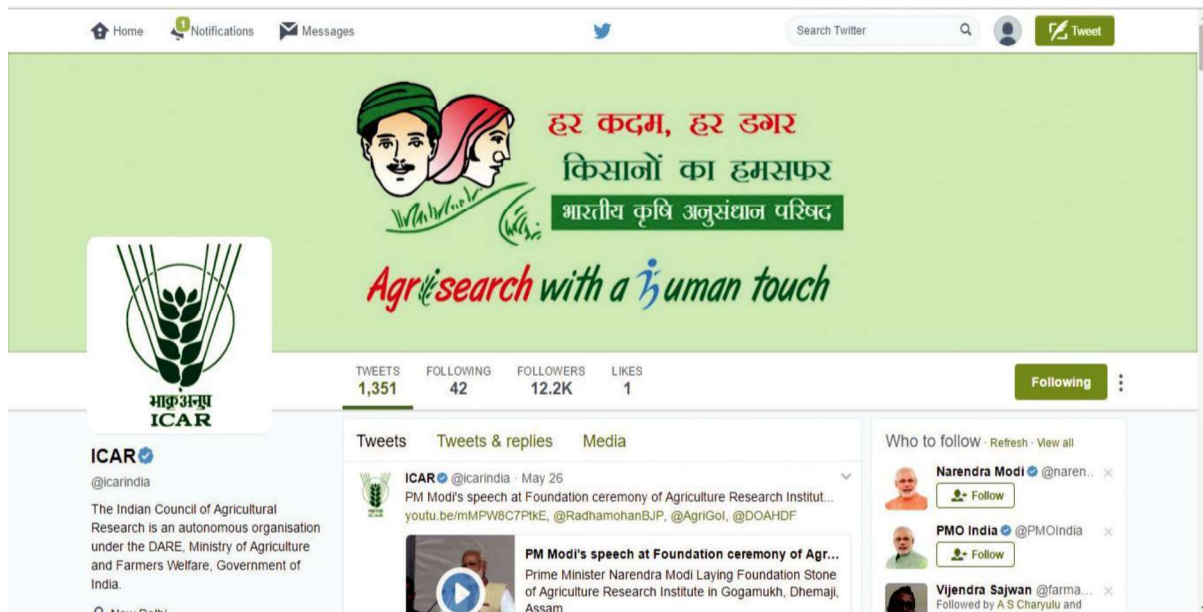 Home
1
Notifications
Messages
Search Twitter
Tweet
हर कदम, हर डगर
किसानों का हमसफर
भारतीय कृषि अनुसंधान परिषद
Agrisearch with a human touch
भाकृअनुप
ICAR
TWEETS FOLLOWING FOLLOWERS LIKES
1,351 42 12.2K 1
Following
ICAR
@icarindia
The Indian Council of Agricultural
Research is an autonomous organisation
under the DARE, Ministry of Agriculture
and Farmers Welfare, Government of
India.
New Delhi
Tweets Tweets & replies Media
ICAR @icarindia · May 26
PM Modi's speech at Foundation ceremony of Agriculture Research Institut...
youtu.be/mMPW8C7PtkE, @RadhamohanBJP, @AgriGoI, @DOAHDF
PM Modi's speech at Foundation ceremony of Agr...
Prime Minister Narendra Modi Laying Foundation Stone
of Agriculture Research Institute in Gogamukh, Dhemaji,
Assam
Who to follow · Refresh · View all
Narendra Modi @naren..
Follow
PMO India @PMOIndia
Follow
Vijendra Sajwan @farma...
Followed by A S Charyulu and